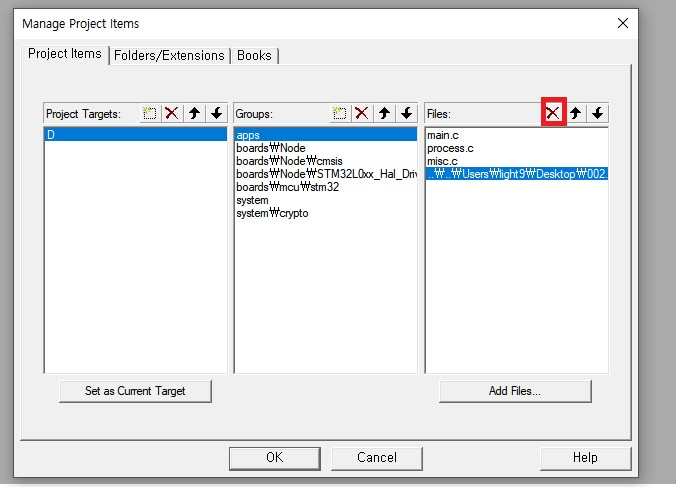 Manage Project Items
Project Items Folders/Extensions Books
Project Targets: Groups: Files:
D
apps
boards₩Node
boards₩Node₩cmsis
boards₩Node₩STM32L0xx_Hal_Driv
boards₩mcu₩stm32
system
system₩crypto
main.c
process.c
misc.c
..₩..₩Users₩light9₩Desktop₩002.
Set as Current Target
Add Files...
OK Cancel Help